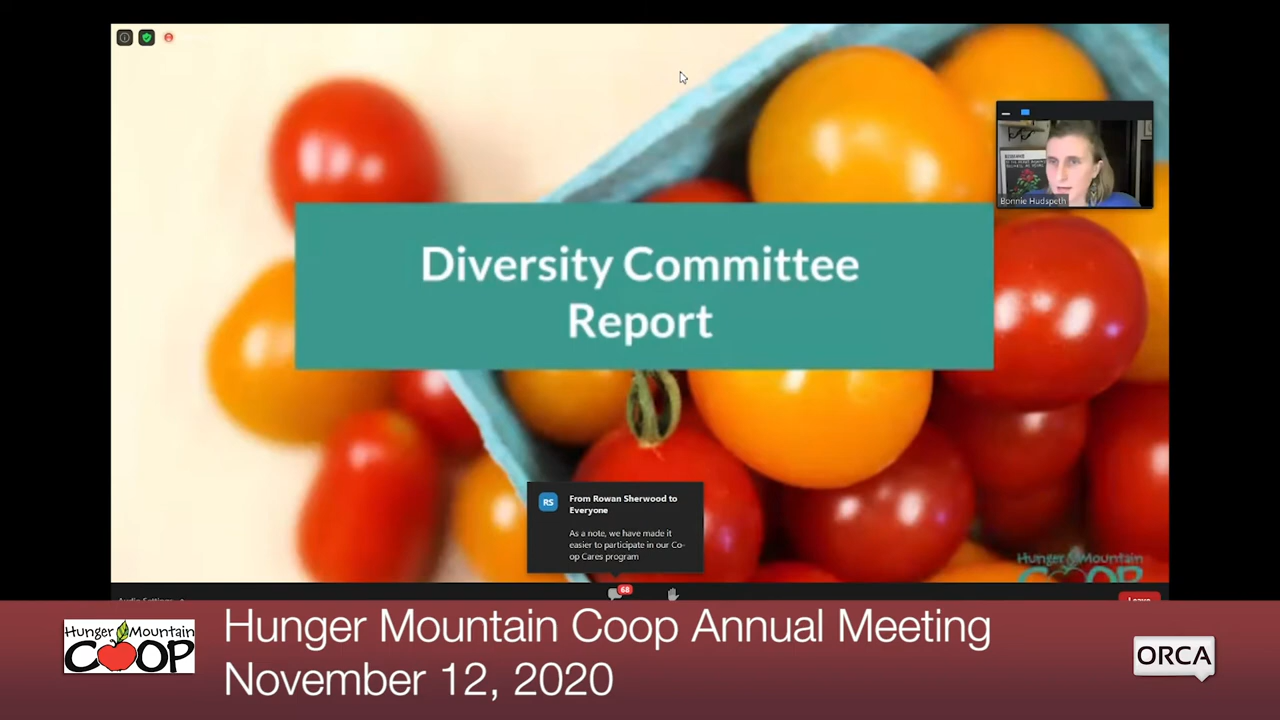 Bonnie Hudspeth
Diversity Committee
Report
RS
From Rowan Sherwood to
Everyone
As a note, we have made it
easier to participate in our Co-
op Cares program
Hunger Mountain
COOP
68
Hunger Mountain
COOP
Hunger Mountain Coop Annual Meeting
November 12, 2020
ORCA